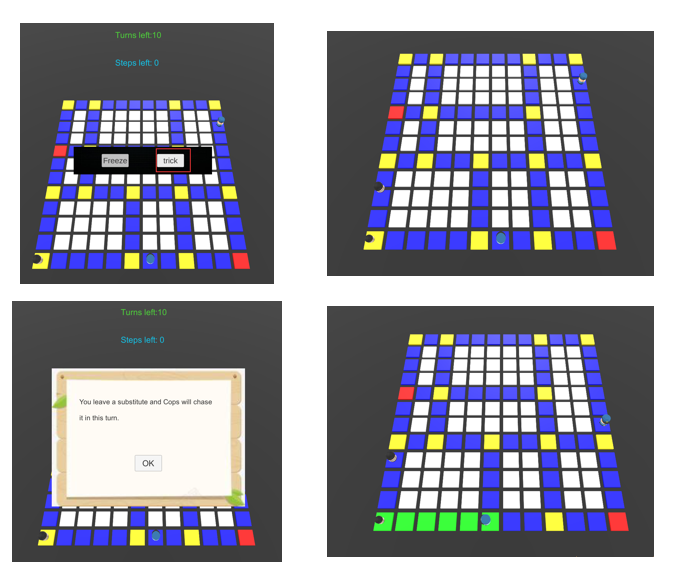 Turns left:10
Steps left: 0
Freeze
trick
Turns left:10
Steps left: 0
You leave a substitute and Cops will chase
it in this turn.
OK